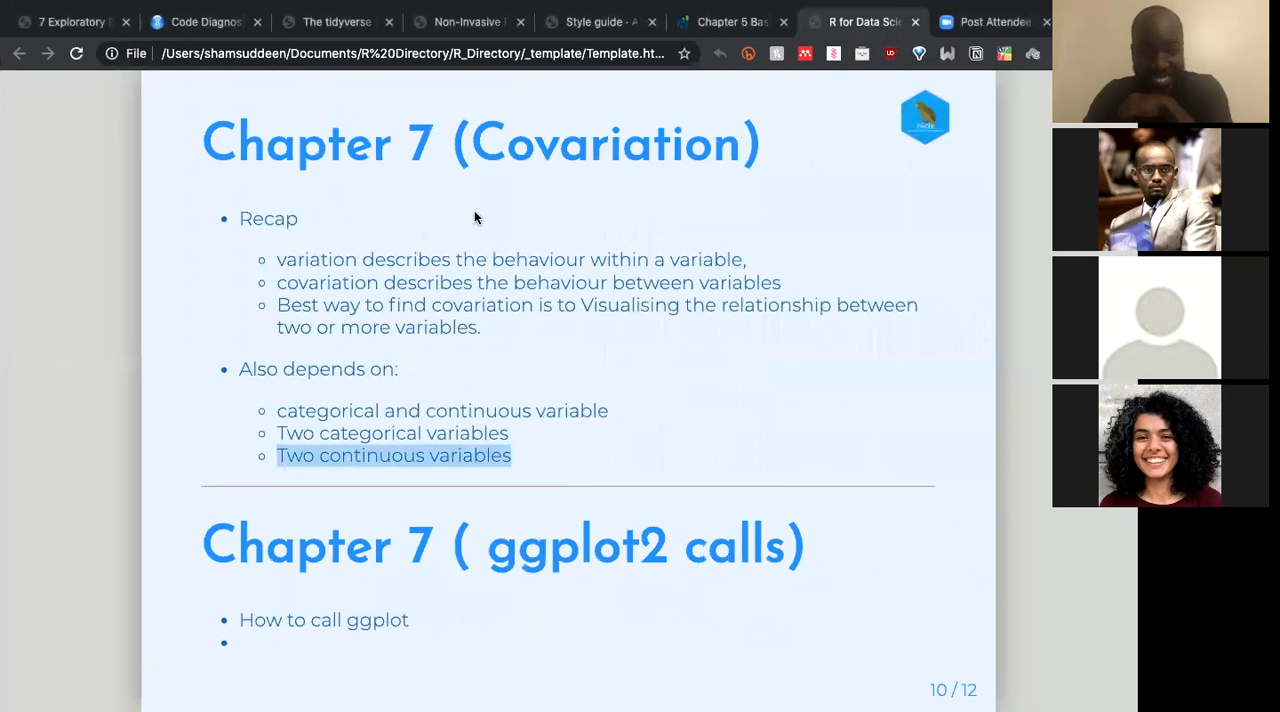 7 Exploratory
Code Diagnos
The tidyverse
Non-Invasive
Style guide · A
Chapter 5 Bas
R for Data Scie
Post Attendee
File /Users/shamsuddeen/Documents/R%20Directory/R_Directory/_template/Template.ht...
Chapter 7 (Covariation)
Recap
variation describes the behaviour within a variable,
covariation describes the behaviour between variables
Best way to find covariation is to Visualising the relationship between
two or more variables.
Also depends on:
categorical and continuous variable
Two categorical variables
Two continuous variables
Chapter 7 ( ggplot2 calls)
How to call ggplot
10 / 12